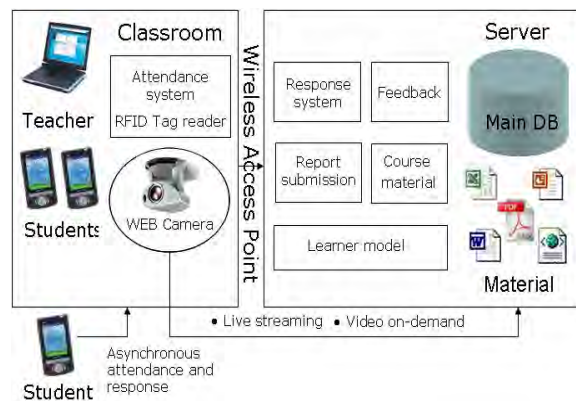 Classroom
Attendance
system
RFID Tag reader
Teacher
Students
WEB Camera
Wireless Access Point
Server
Response
system
Feedback
Main DB
Report
submission
Course
material
Learner model
PDF
Material
• Live streaming • Video on-demand
Asynchronous
attendance and
response
Student